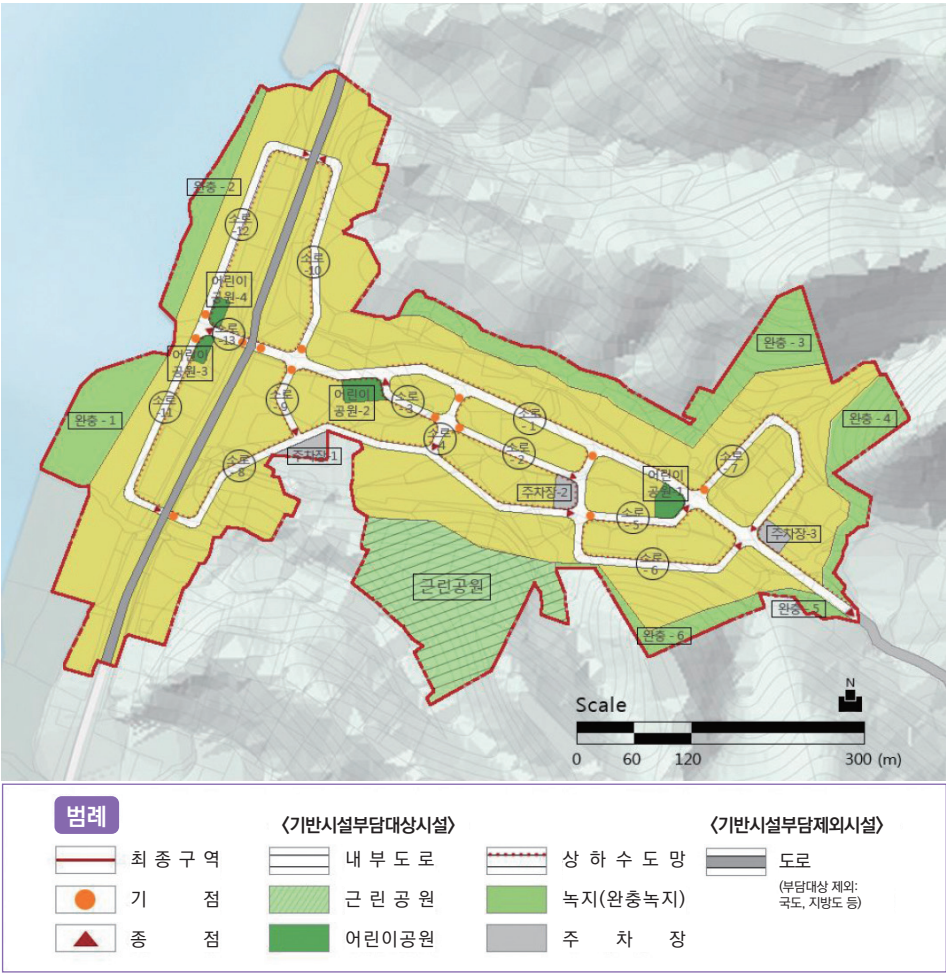 완충 - 2
소로
-12
소로
-10
어린이
공원-4
소로
-13
완충 - 3
어린이
공원-3
소로
-11
소로
-9
어린이
공원-2
소로
- 3
소로
- 1
완충 - 4
완충 - 1
소로
4
소로
- 2
소로
- 8
주차장-1
소로
- 7
어린이
공원-1
주차장-2
소로
- 5
주차장-3
소로
- 6
근린공원
완충 - 5
완충 - 6
N
Scale
0 60 120 300 (m)
범례
〈기반시설부담대상시설〉
〈기반시설부담제외시설〉
최종구역
내부도로
상하수도망
도로
(부담대상 제외:
국도, 지방도 등)
기 점
근린공원
녹지(완충녹지)
종 점
어린이공원
주 차 장